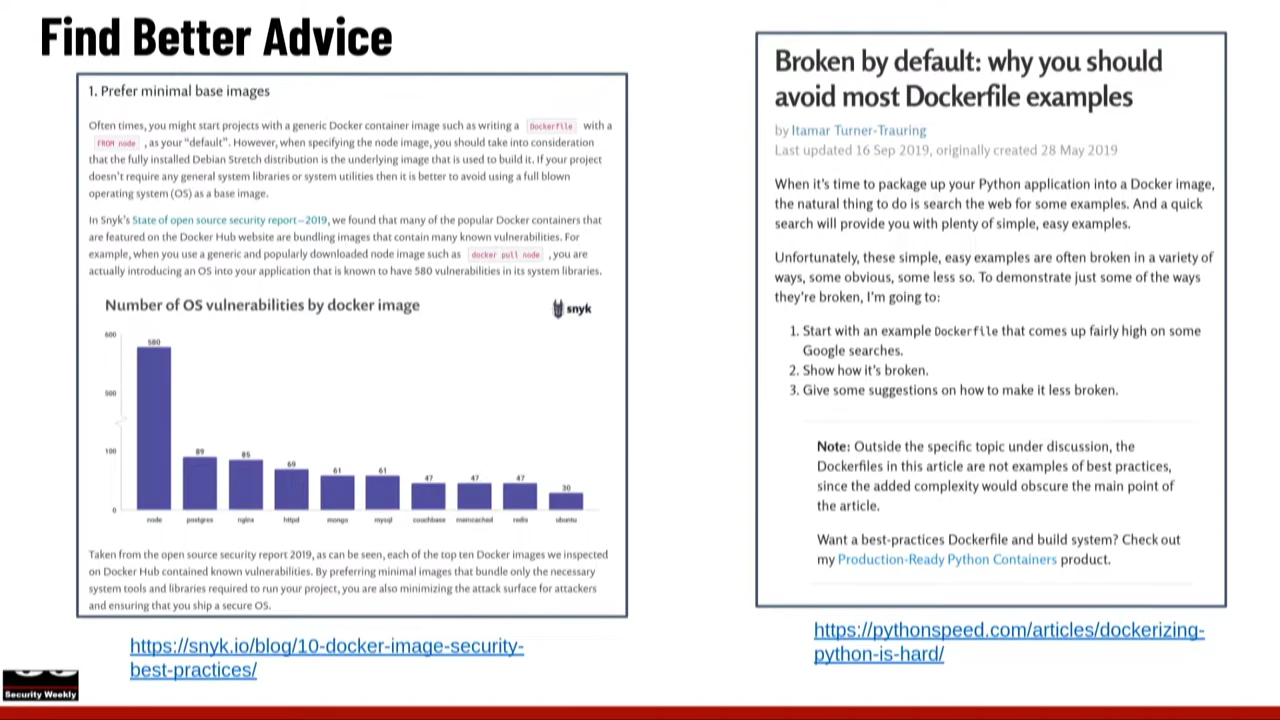 Find Better Advice
1. Prefer minimal base images
Often times, you might start projects with a generic Docker container image such as writing a Dockerfile with a
FROM node , as your “default”. However, when specifying the node image, you should take into consideration
that the fully installed Debian Stretch distribution is the underlying image that is used to build it. If your project
doesn't require any general system libraries or system utilities then it is better to avoid using a full blown
operating system (OS) as a base image.
In Snyk's State of open source security report–2019, we found that many of the popular Docker containers that
are featured on the Docker Hub website are bundling images that contain many known vulnerabilities. For
example, when you use a generic and popularly downloaded node image such as docker pull node , you are
actually introducing an OS into your application that is known to have 580 vulnerabilities in its system libraries.
Number of OS vulnerabilities by docker image
snyk
600
500
100
0
580
89
85
69
61
61
47
47
47
30
node postgres nginx httpd mongo mysql couchbase memcached redis ubuntu
Taken from the open source security report 2019, as can be seen, each of the top ten Docker images we inspected
on Docker Hub contained known vulnerabilities. By preferring minimal images that bundle only the necessary
system tools and libraries required to run your project, you are also minimizing the attack surface for attackers
and ensuring that you ship a secure OS.
https://snyk.io/blog/10-docker-image-security-
best-practices/
Broken by default: why you should
avoid most Dockerfile examples
by Itamar Turner-Trauring
Last updated 16 Sep 2019, originally created 28 May 2019
When it's time to package up your Python application into a Docker image,
the natural thing to do is search the web for some examples. And a quick
search will provide you with plenty of simple, easy examples.
Unfortunately, these simple, easy examples are often broken in a variety of
ways, some obvious, some less so. To demonstrate just some of the ways
they're broken, I'm going to:
1. Start with an example Dockerfile that comes up fairly high on some
Google searches.
2. Show how it's broken.
3. Give some suggestions on how to make it less broken.
Note: Outside the specific topic under discussion, the
Dockerfiles in this article are not examples of best practices,
since the added complexity would obscure the main point of
the article.
Want a best-practices Dockerfile and build system? Check out
my Production-Ready Python Containers product.
https://pythonspeed.com/articles/dockerizing-
python-is-hard/
Security Weekly